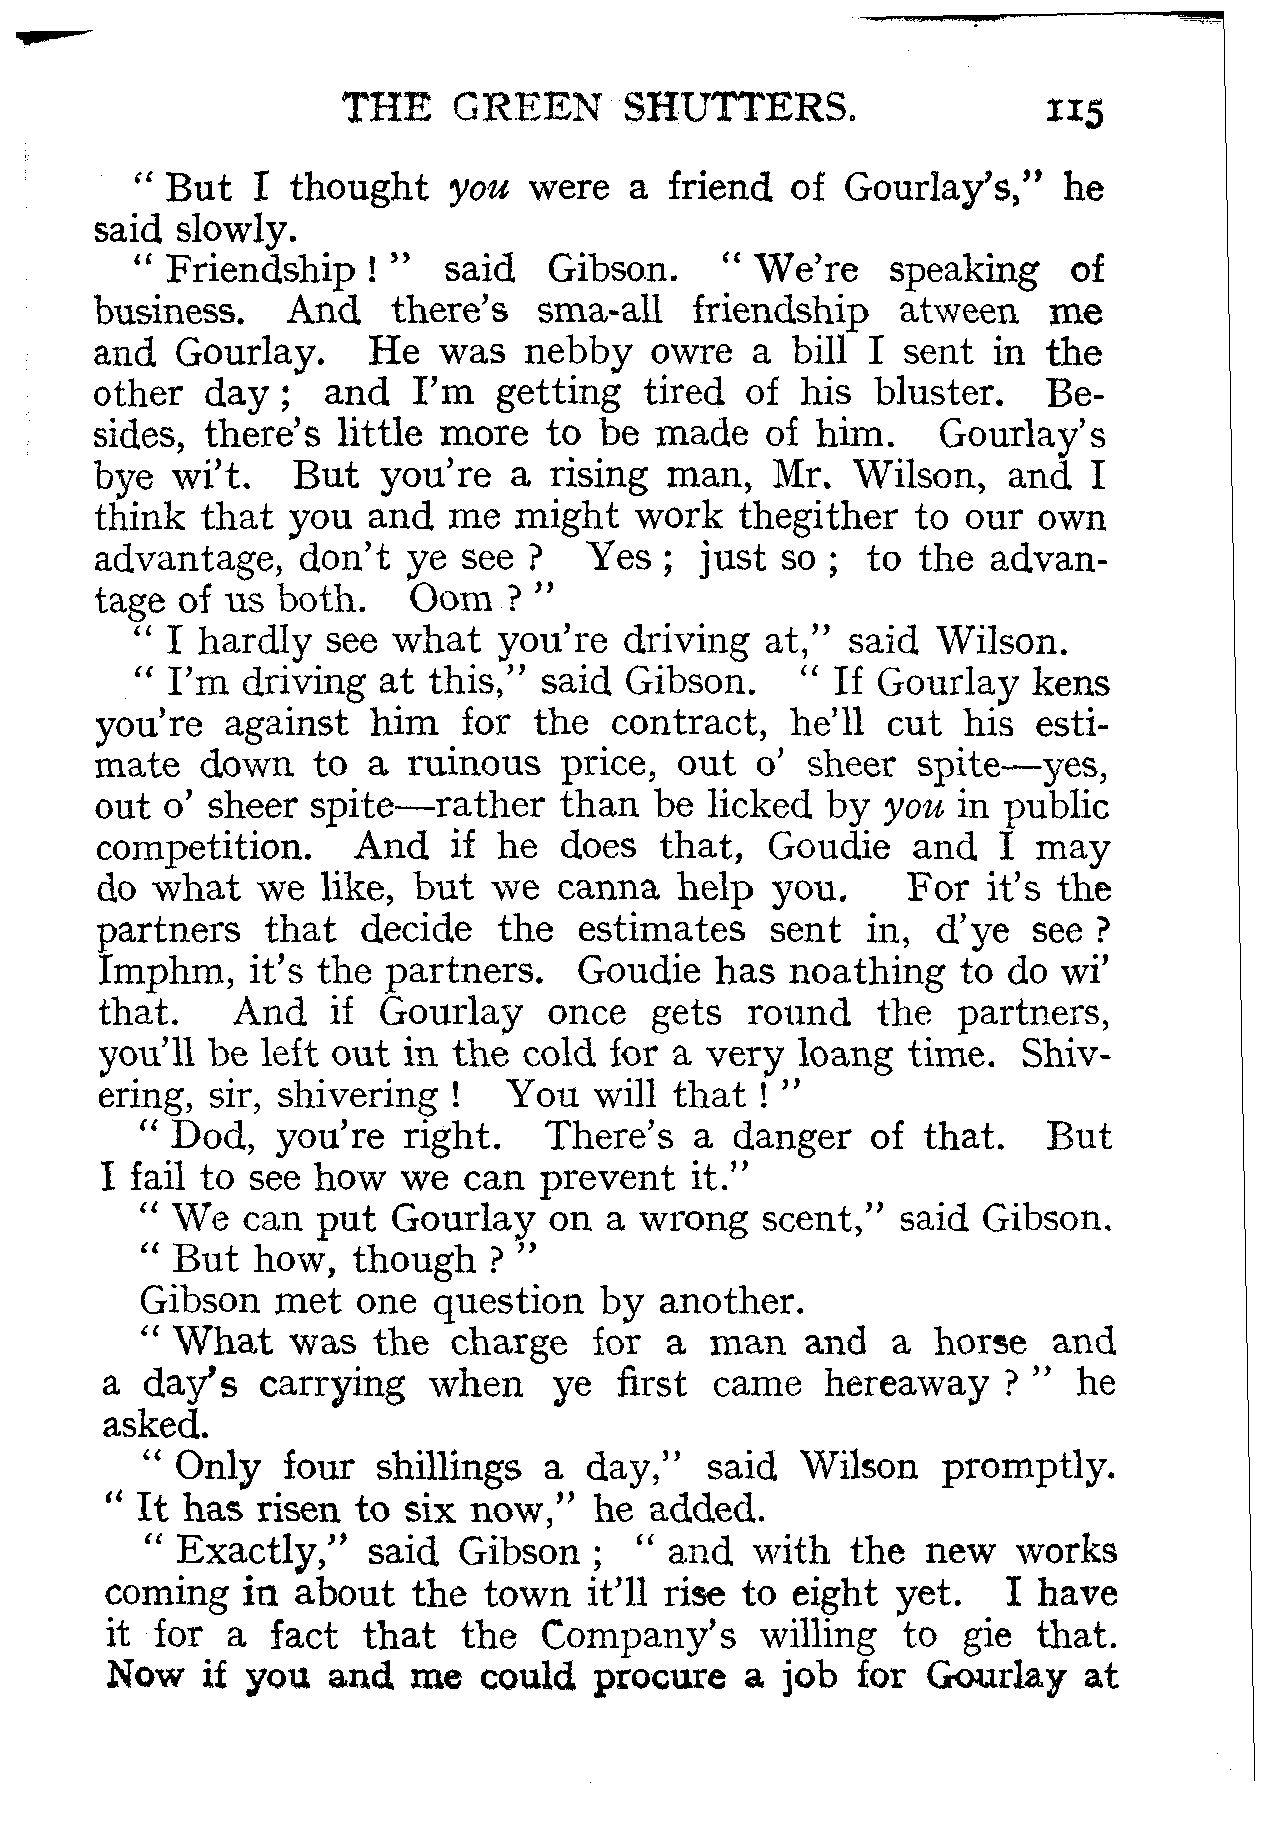 THE GREEN SHUTTERS. 115
" But I thought you were a friend of Gourlay's," he
said slowly.
" Friendship ! " said Gibson. " We're speaking of
business. And there's sma-all friendship atween me
and Gourlay. He was nebby owre a bill I sent in the
other day ; and I'm getting tired of his bluster. Be-
sides, there's little more to be made of him. Gourlay's
bye wi't. But you're a rising man, Mr. Wilson, and I
think that you and me might work thegither to our own
advantage, don't ye see ? Yes ; just so ; to the advan-
tage of us both. Oom ? "
" I hardly see what you're driving at," said Wilson.
" I'm driving at this," said Gibson. " If Gourlay kens
you're against him for the contract, he'll cut his esti-
mate down to a ruinous price, out o' sheer spite—yes,
out o' sheer spite—rather than be licked by you in public
competition. And if he does that, Goudie and I may
do what we like, but we canna help you. For it's the
partners that decide the estimates sent in, d'ye see ?
Imphm, it's the partners. Goudie has noathing to do wi'
that. And if Gourlay once gets round the partners,
you'll be left out in the cold for a very loang time. Shiv-
ering, sir, shivering ! You will that ! "
" Dod, you're right. There's a danger of that. But
I fail to see how we can prevent it."
" We can put Gourlay on a wrong scent," said Gibson.
" But how, though ? "
Gibson met one question by another.
" What was the charge for a man and a horse and
a day's carrying when ye first came hereaway ? " he
asked.
" Only four shillings a day," said Wilson promptly.
" It has risen to six now," he added.
" Exactly," said Gibson ; " and with the new works
coming in about the town it'll rise to eight yet. I have
it for a fact that the Company's willing to gie that.
Now if you and me could procure a job for Gourlay at